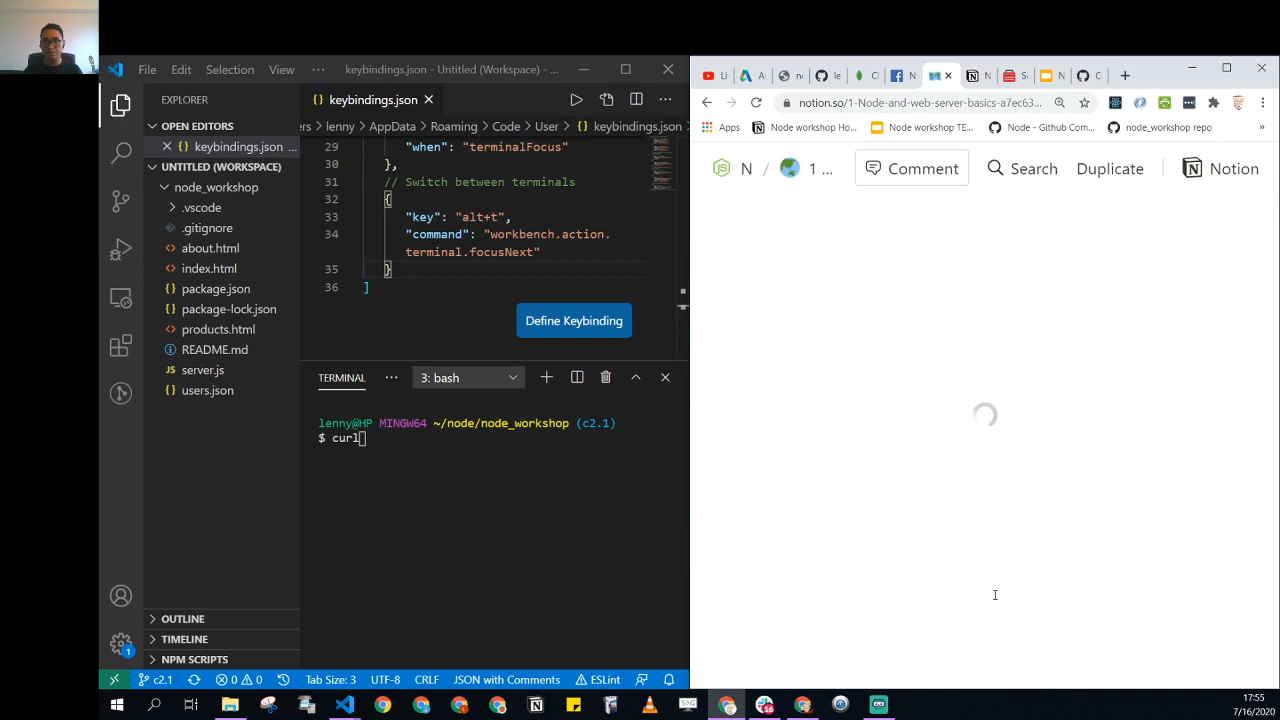 File Edit Selection View ··· keybindings.json - Untitled (Workspace) - ...
EXPLORER
OPEN EDITORS
keybindings.json ...
UNTITLED (WORKSPACE)
node_workshop
.vscode
.gitignore
about.html
index.html
package.json
package-lock.json
products.html
README.md
server.js
users.json
OUTLINE
TIMELINE
NPM SCRIPTS
keybindings.json
ers > lenny > AppData > Roaming > Code > User > keybindings.json > ...
29 "when": "terminalFocus"
30 },
31 // Switch between terminals
32 {
33 "key": "alt+t",
34 "command": "workbench.action.
terminal.focusNext"
35 }
36 ]
Define Keybinding
TERMINAL ··· 3: bash
lenny@HP MINGW64 ~/node/node_workshop (c2.1)
$ curl
c2.1 0 0 Tab Size: 3 UTF-8 CRLF JSON with Comments ESLint
1
notion.so/1-Node-and-web-server-basics-a7ec63...
Apps Node workshop Ho... Node workshop TE... Node - Github Com... node_workshop repo »
N / 1 ... Comment Search Duplicate Notion
17:55
7/16/2020